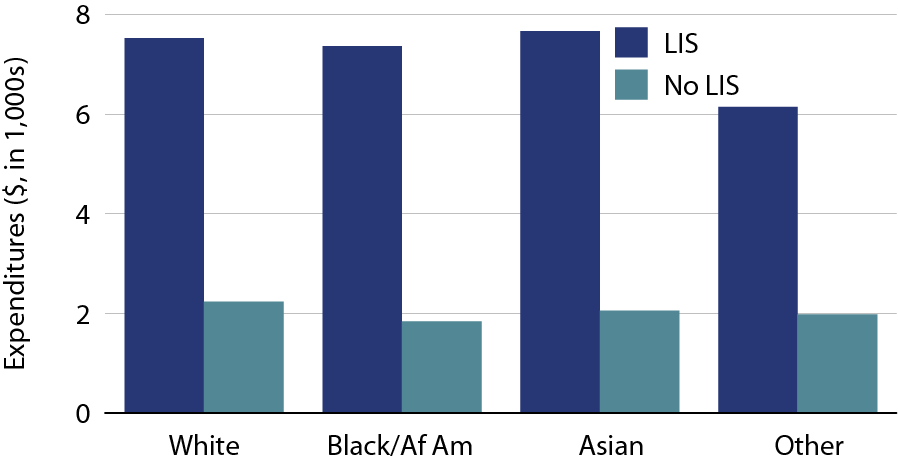 Expenditures ($, in 1,000s)
8
6
4
2
0
LIS
No LIS
White
Black/Af Am
Asian
Other